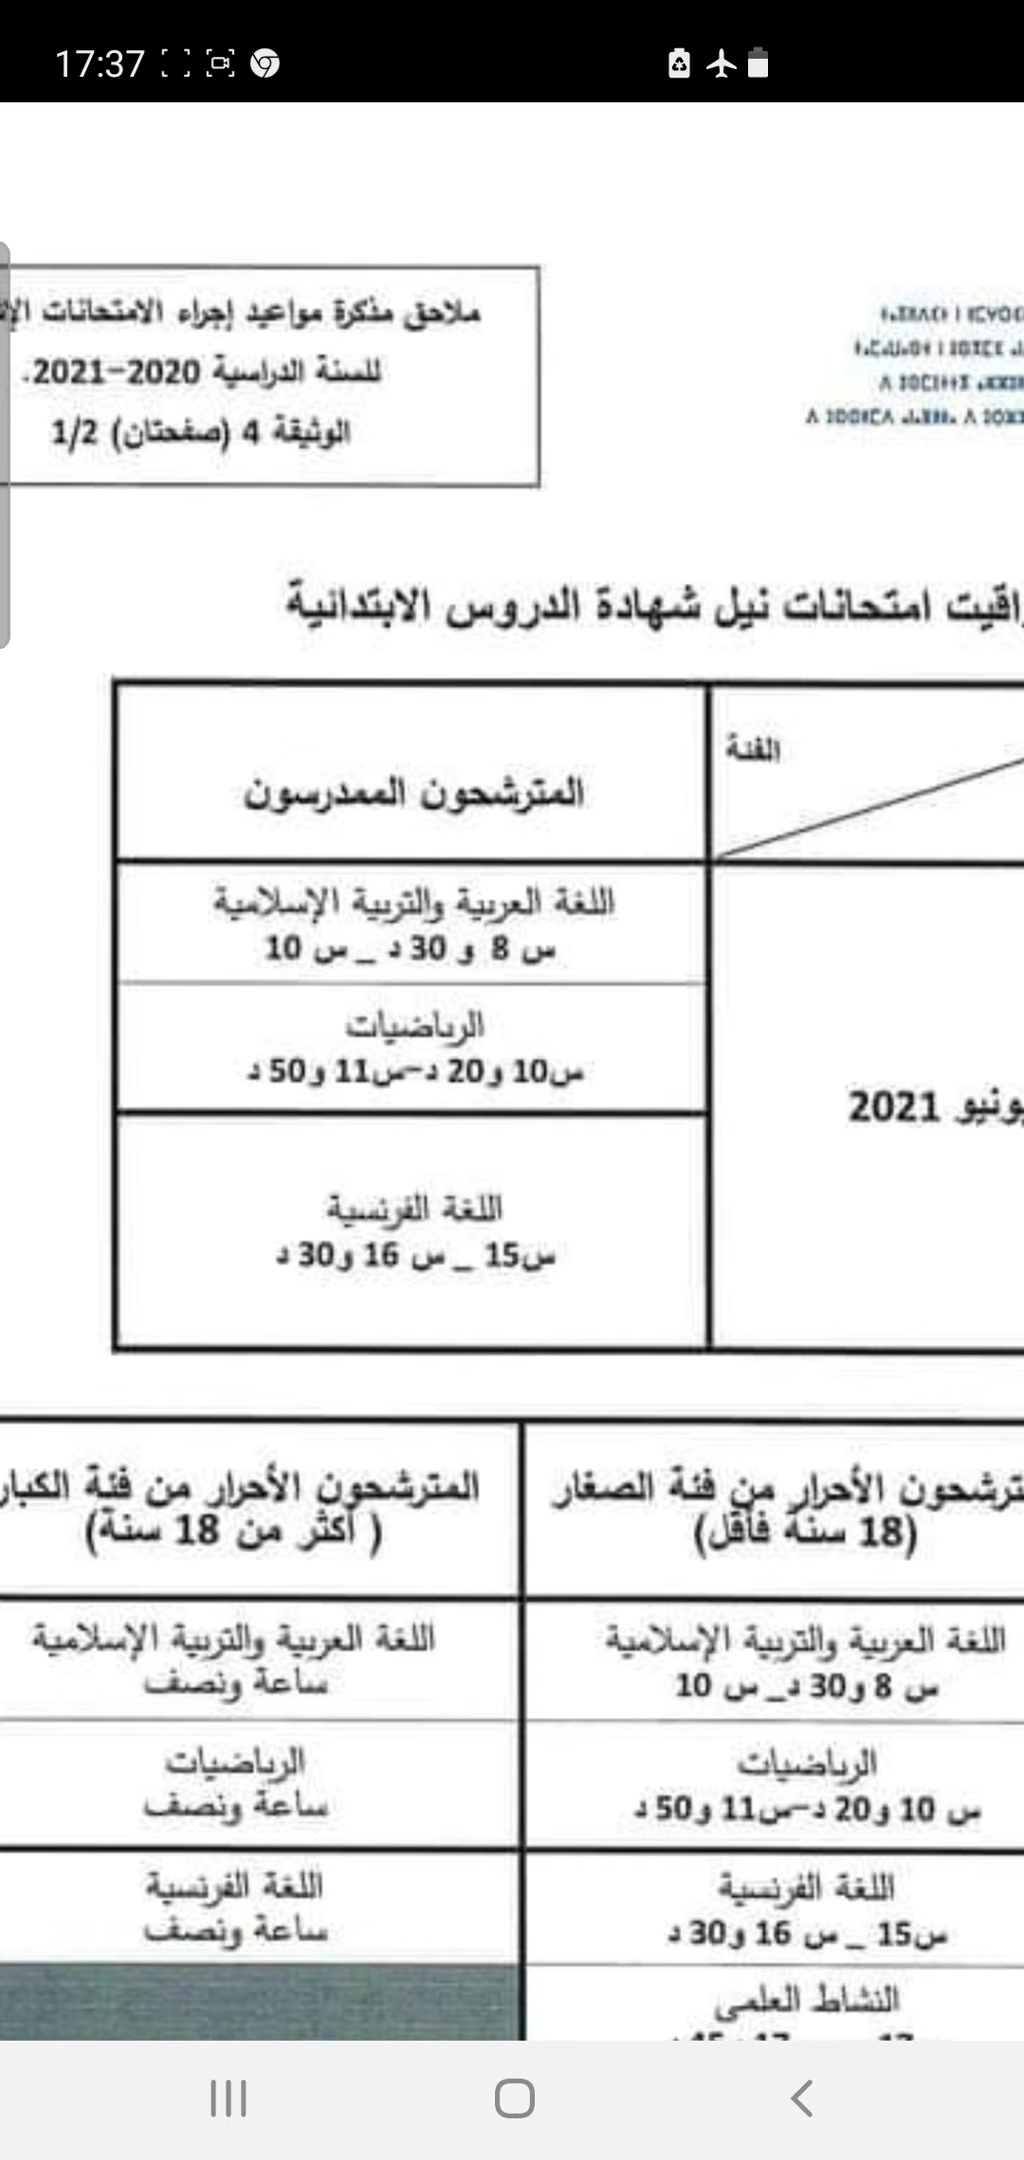 17:37
ملاحق مذكرة مواعيد إجراء الامتحانات
للسنة الدراسية 2020-2021.
الوثيقة 4 (صفحتان) 1/2
امتحانات نيل شهادة الدروس الابتدائية
الفئة
المترشحون الممدرسون
اللغة العربية والتربية الإسلامية
س 8 و 30 د _ س 10
الرياضيات
س10 و20 د-س11 و50 د
2021
اللغة الفرنسية
س15 _ س 16 و30 د
الأحرار من فئة الصغار
(18 سنة فأقل)
المترشحون الأحرار من فئة الكبار
( أكثر من 18 سنة)
اللغة العربية والتربية الإسلامية
س 8 و30 د_ س 10
اللغة العربية والتربية الإسلامية
ساعة ونصف
الرياضيات
س 10 و20 د-س11 و50 د
الرياضيات
ساعة ونصف
اللغة الفرنسية
س15 _ س 16 و30 د
اللغة الفرنسية
ساعة ونصف
النشاط العلمي